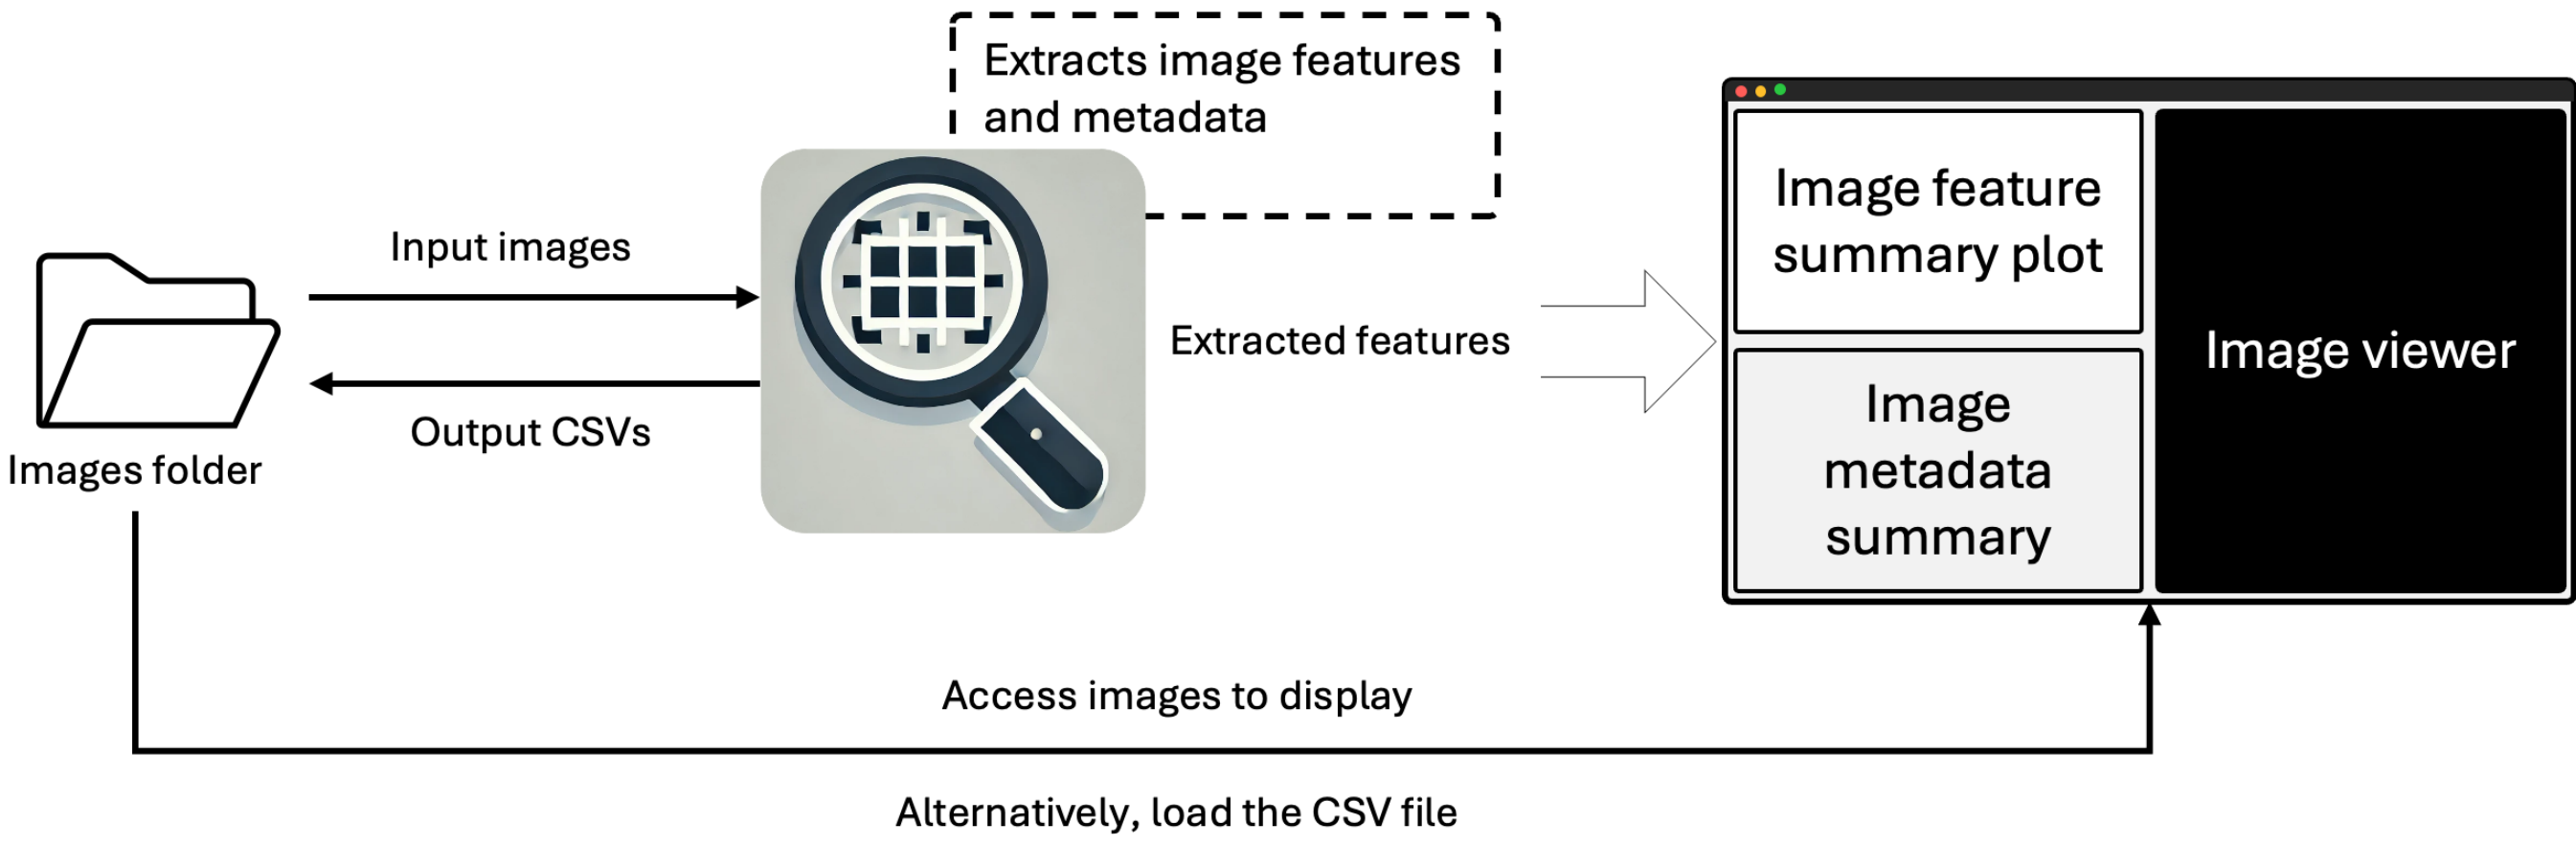 Extracts image features
and metadata
Input images
Output CSVs
Images folder
Extracted features
Image feature
summary plot
Image
metadata
summary
Image viewer
Access images to display
Alternatively, load the CSV file